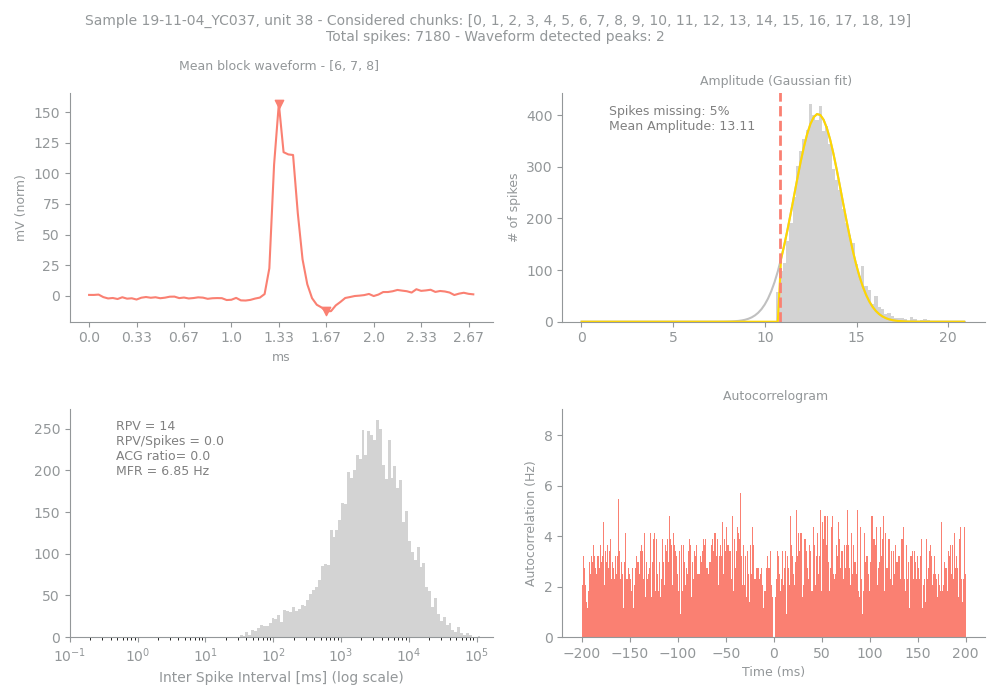 Sample 19-11-04_YC037, unit 38 - Considered chunks: [0, 1, 2, 3, 4, 5, 6, 7, 8, 9, 10, 11, 12, 13, 14, 15, 16, 17, 18, 19]
Total spikes: 7180 - Waveform detected peaks: 2
Mean block waveform - [6, 7, 8]
mV (norm)
150
125
100
75
50
25
0
0.0 0.33 0.67 1.0 1.33 1.67 2.0 2.33 2.67
ms
Amplitude (Gaussian fit)
Spikes missing: 5%
Mean Amplitude: 13.11
# of spikes
400
300
200
100
0
0 5 10 15 20
RPV = 14
RPV/Spikes = 0.0
ACG ratio= 0.0
MFR = 6.85 Hz
250
200
150
100
50
0
10⁻¹ 10⁰ 10¹ 10² 10³ 10⁴ 10⁵
Inter Spike Interval [ms] (log scale)
Autocorrelogram
Autocorrelation (Hz)
8
6
4
2
0
−200 −150 −100 −50 0 50 100 150 200
Time (ms)